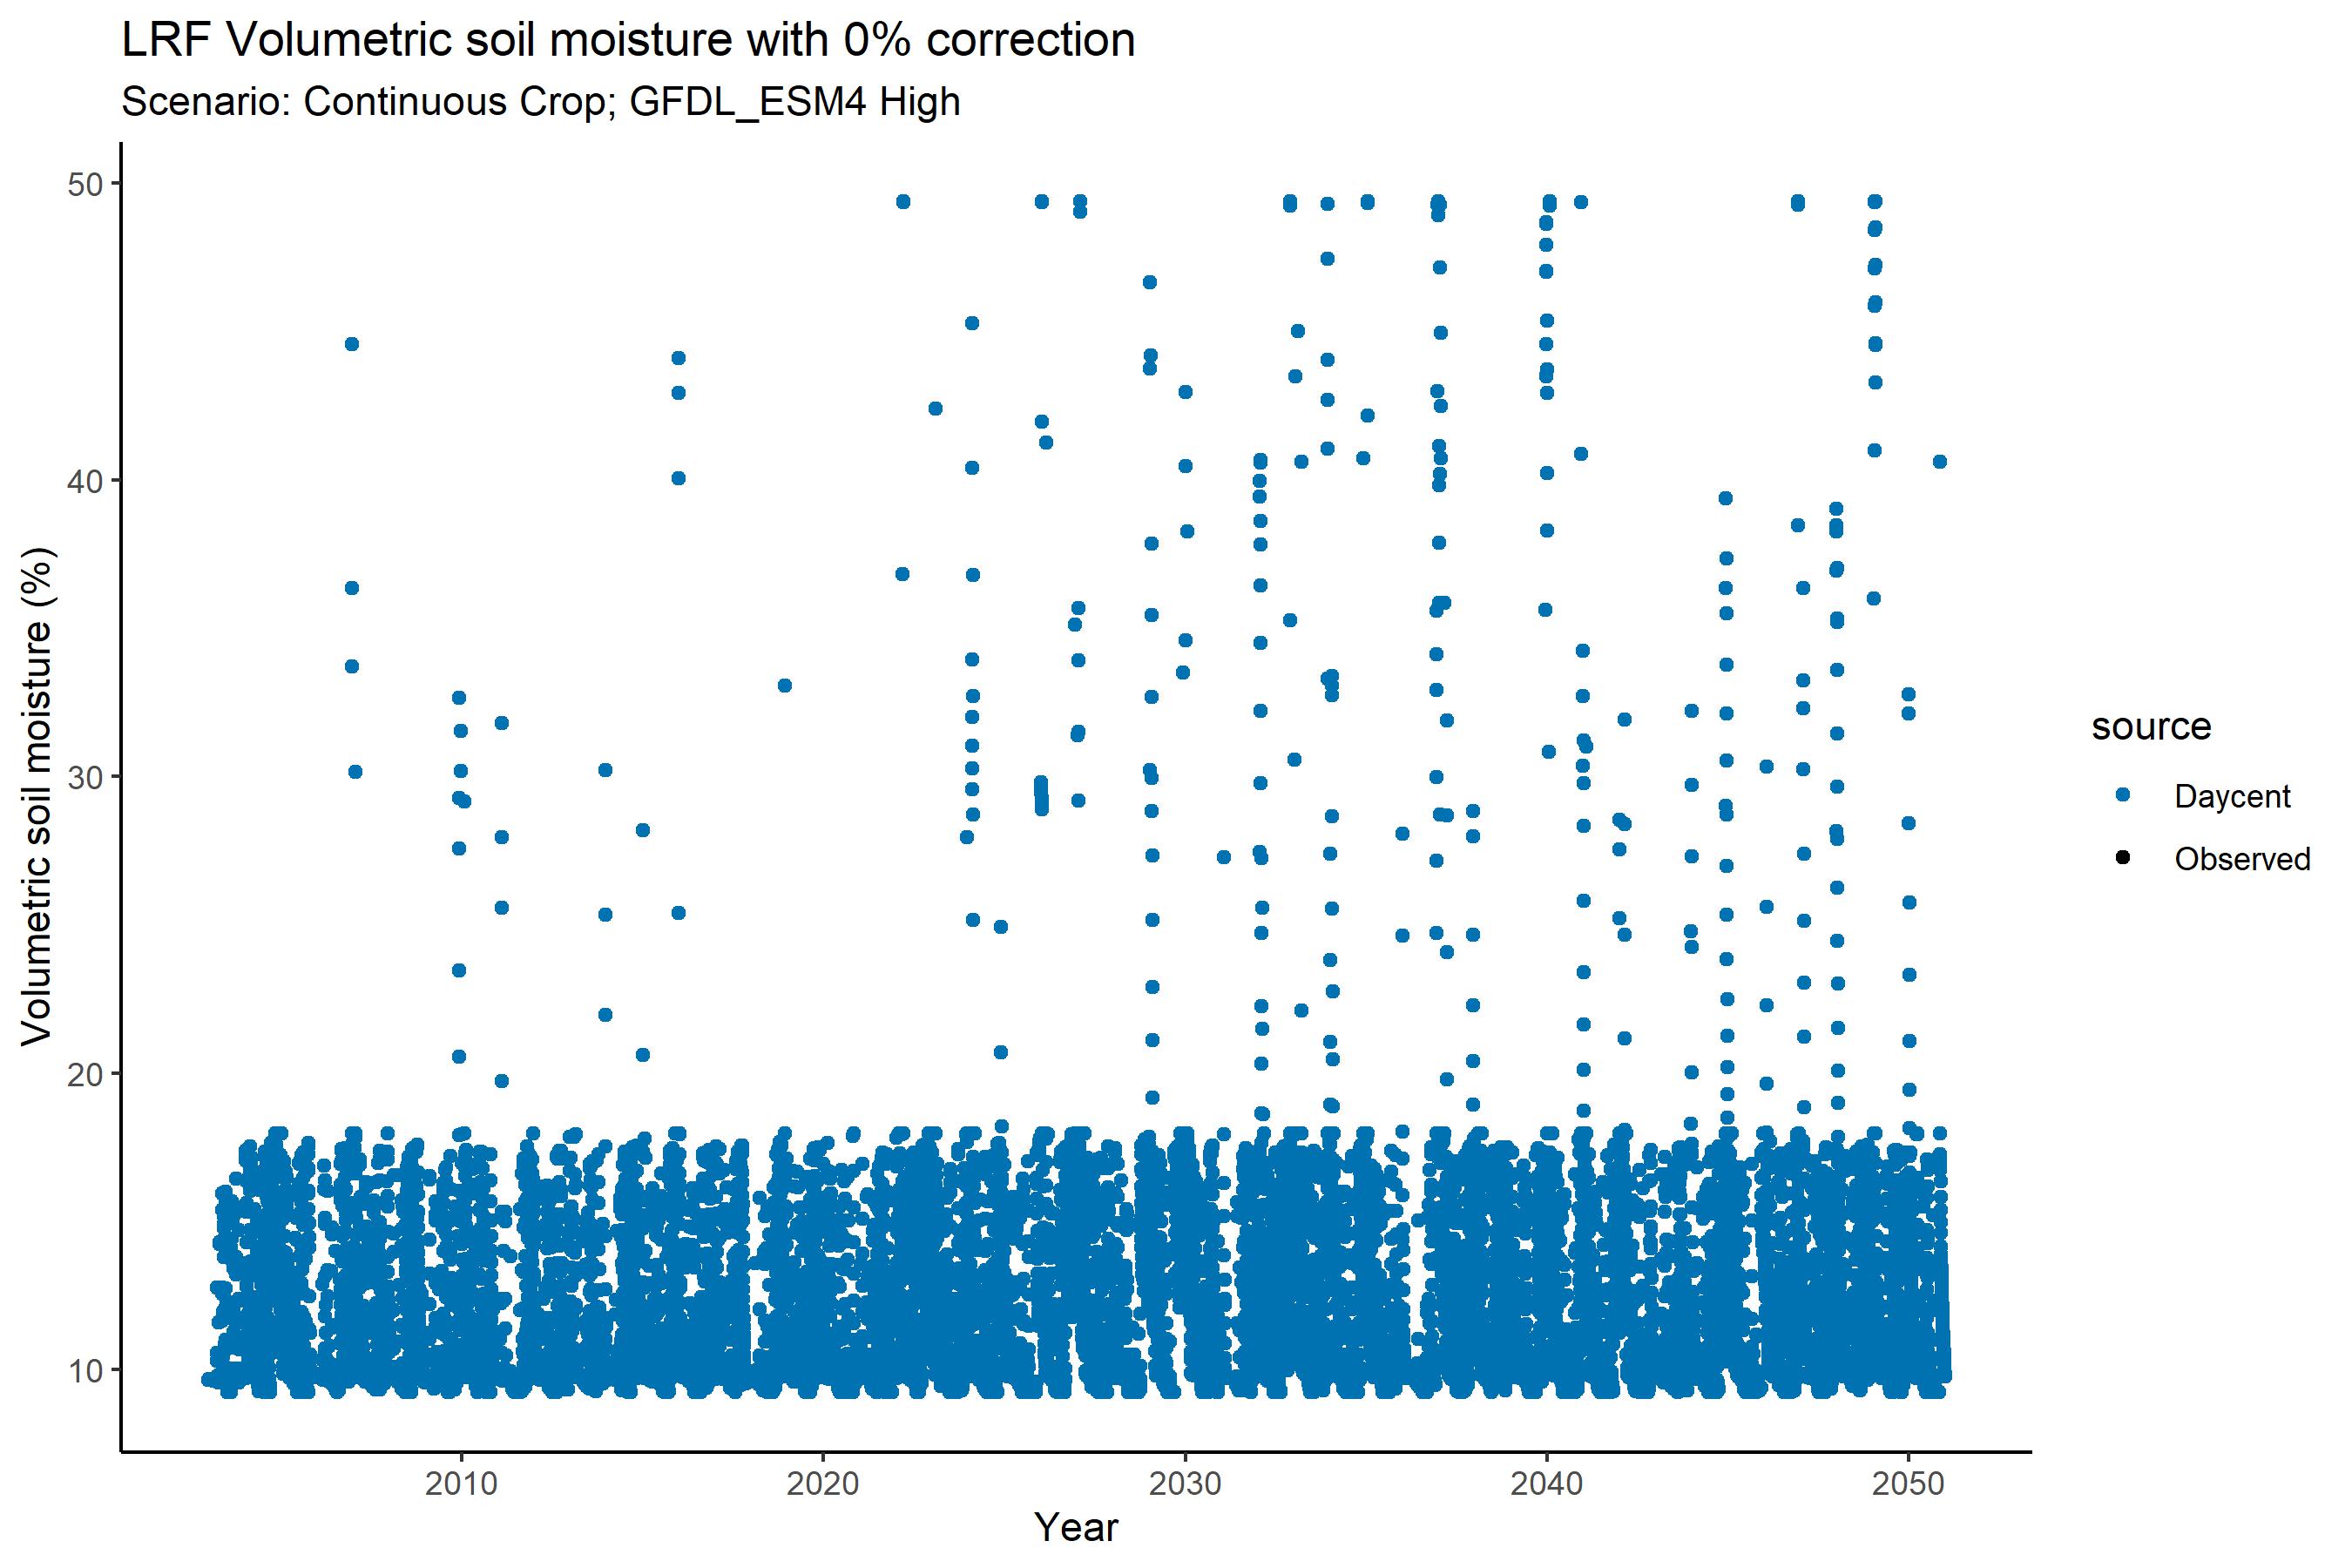 LRF Volumetric soil moisture with 0% correction
Scenario: Continuous Crop; GFDL_ESM4 High
Volumetric soil moisture (%)
50
40
30
20
10
2010 2020 2030 2040 2050
Year
source
Daycent
Observed